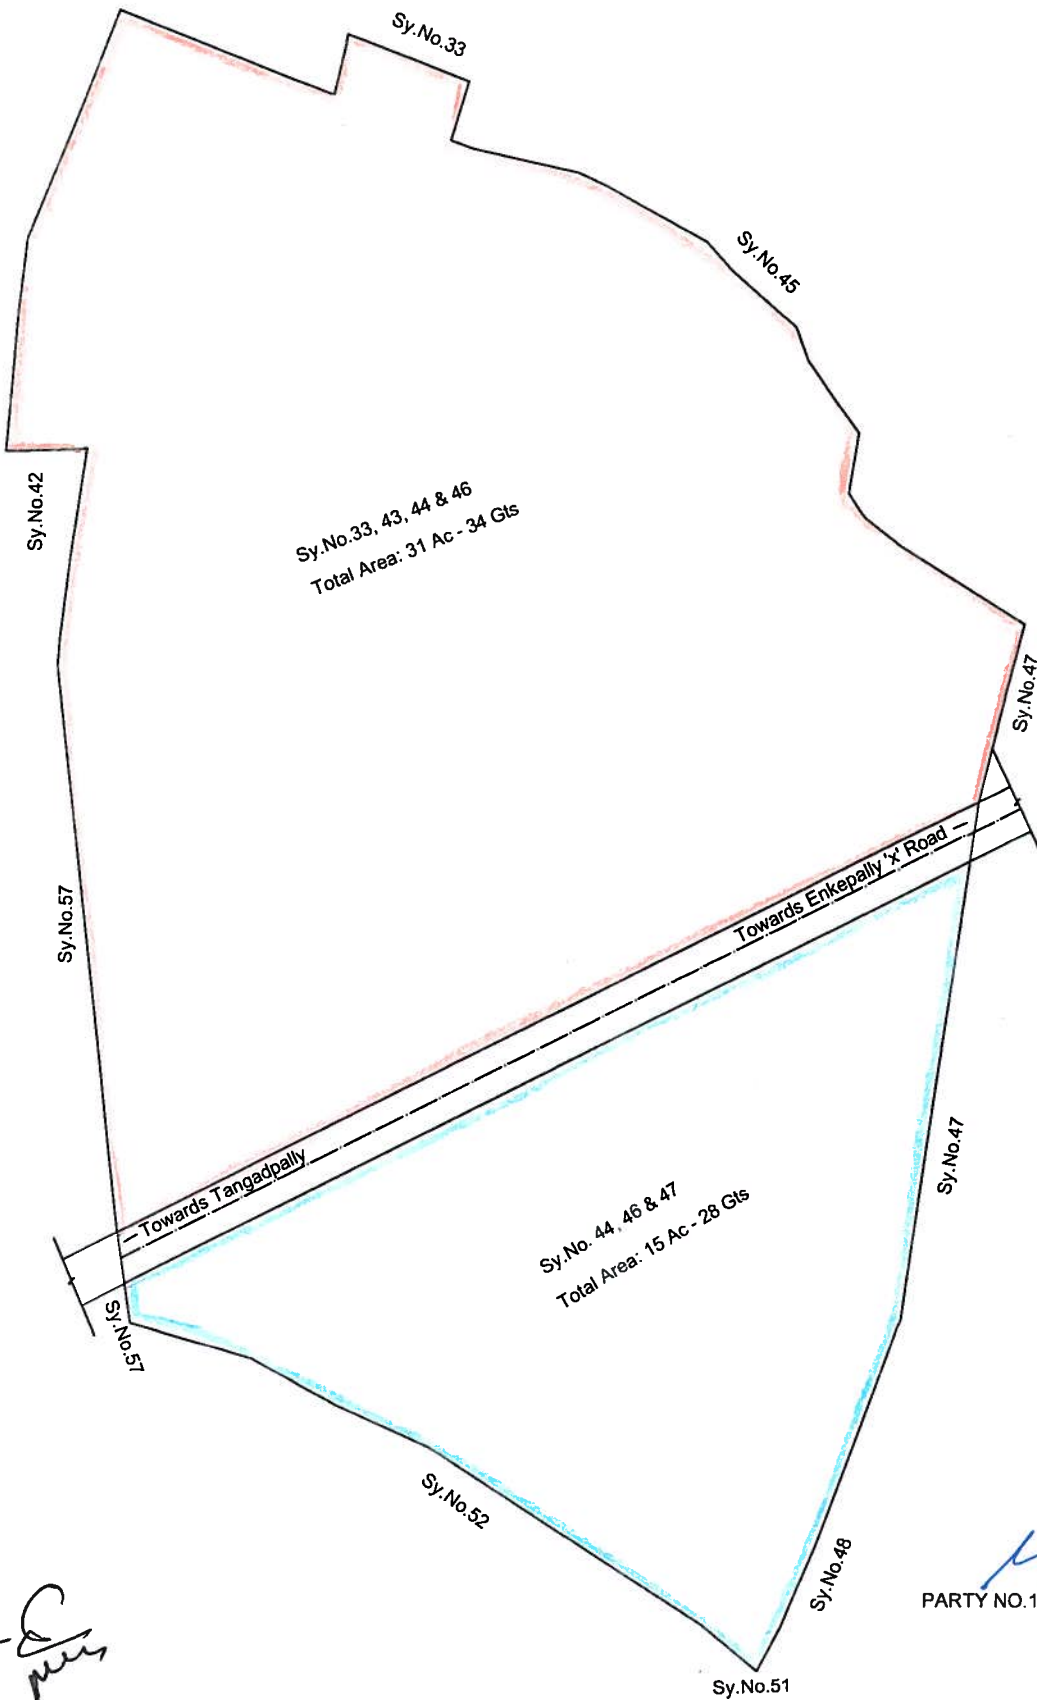 Sy.No.33
Sy.No.45
Sy.No.42
Sy.No.33, 43, 44 & 46
Total Area: 31 Ac - 34 Gts
Sy.No.47
Sy.No.57
Towards Enkepally 'x' Road
Towards Tangadpally
Sy.No.47
Sy.No. 44, 46 & 47
Total Area: 15 Ac - 28 Gts
Sy.No.57
Sy.No.52
Sy.No.48
PARTY NO.1
Sy.No.51